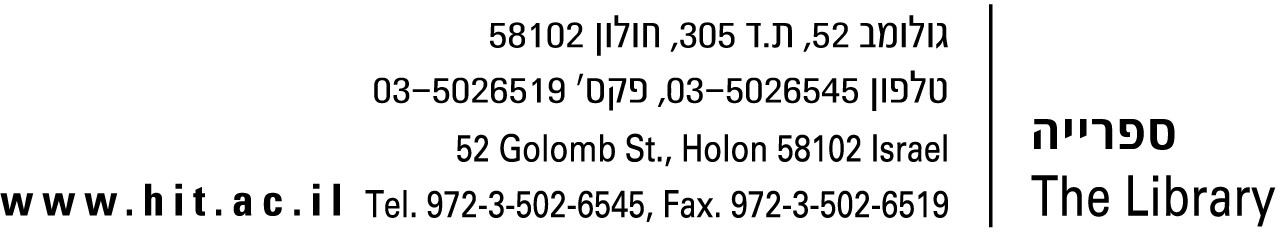 גולומב 52, ת.ד 305, חולון 58102
טלפון 03-5026545, פקס' 03-5026519
52 Golomb St., Holon 58102 Israel
www.hit.ac.il Tel. 972-3-502-6545, Fax. 972-3-502-6519
ספרייה
The Library